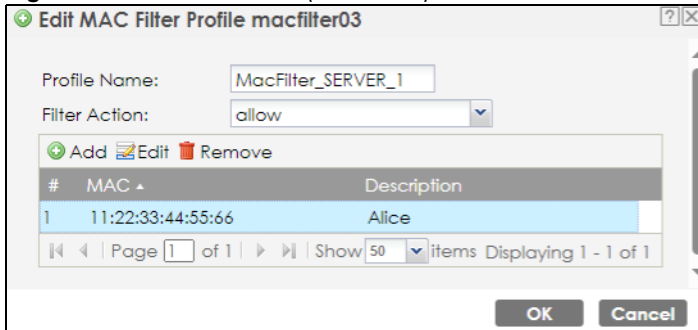 Edit MAC Filter Profile macfilter03
Profile Name: MacFilter_SERVER_1
Filter Action: allow
Add Edit Remove
# MAC Description
1 11:22:33:44:55:66 Alice
Page 1 of 1 Show 50 items Displaying 1 - 1 of 1
OK Cancel